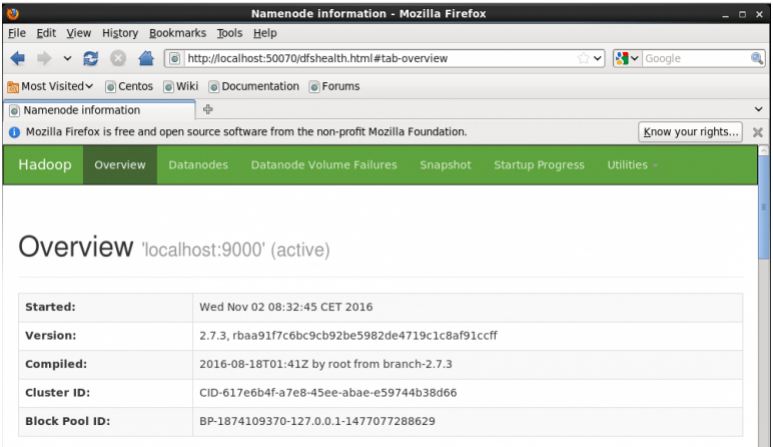 Namenode information - Mozilla Firefox
File Edit View History Bookmarks Tools Help
http://localhost:50070/dfshealth.html#tab-overview
Google
Most Visited Centos Wiki Documentation Forums
Namenode information
Mozilla Firefox is free and open source software from the non-profit Mozilla Foundation. Know your rights...
Hadoop Overview Datanodes Datanode Volume Failures Snapshot Startup Progress Utilities
Overview 'localhost:9000' (active)
Started: Wed Nov 02 08:32:45 CET 2016
Version: 2.7.3, rbaa91f7c6bc9cb92be5982de4719c1c8af91ccff
Compiled: 2016-08-18T01:41Z by root from branch-2.7.3
Cluster ID: CID-617e6b4f-a7e8-45ee-abae-e59744b38d66
Block Pool ID: BP-1874109370-127.0.0.1-1477077288629